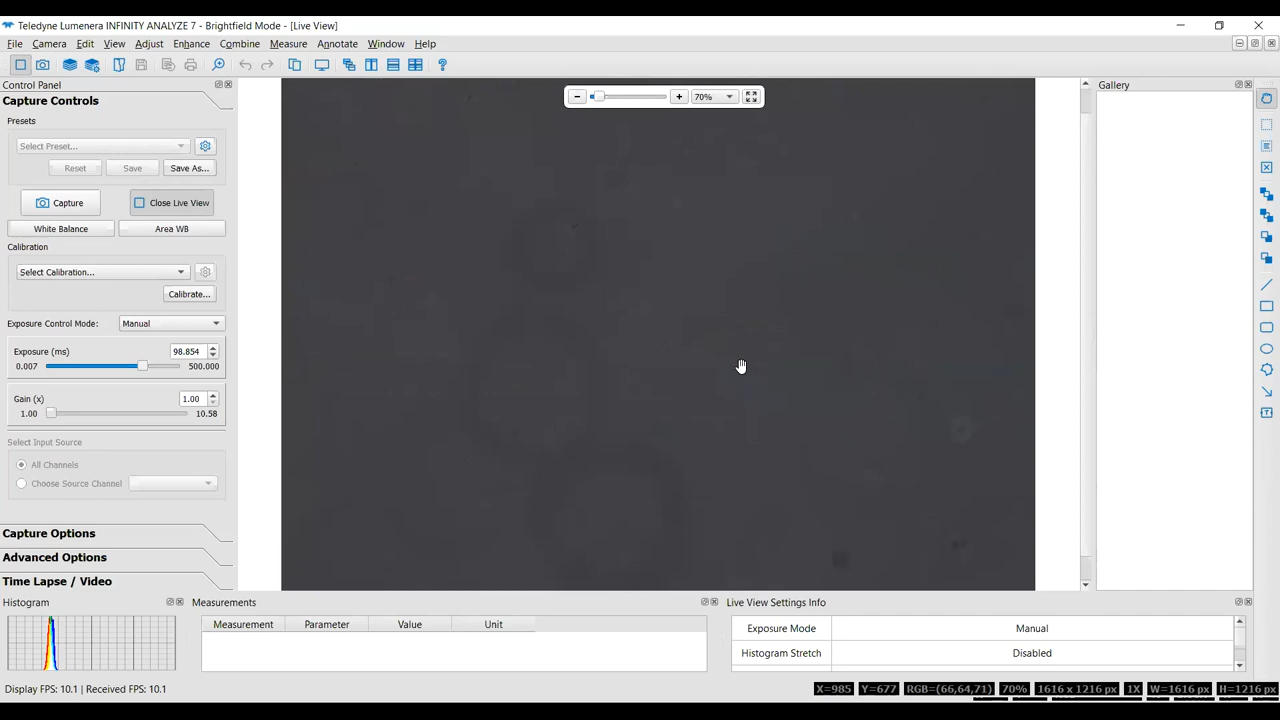 Teledyne Lumenera INFINITY ANALYZE 7 - Brightfield Mode - [Live View]
File Camera Edit View Adjust Enhance Combine Measure Annotate Window Help
Control Panel
Capture Controls
Presets
Select Preset...
Reset Save Save As...
Capture Close Live View
White Balance Area WB
Calibration
Select Calibration...
Calibrate...
Exposure Control Mode: Manual
Exposure (ms) 98.854
0.007 500.000
Gain (x) 1.00
1.00 10.58
Select Input Source
All Channels
Choose Source Channel
Capture Options
Advanced Options
Time Lapse / Video
70%
Gallery
Histogram
Measurements
Measurement Parameter Value Unit
Live View Settings Info
Exposure Mode Manual
Histogram Stretch Disabled
Display FPS: 10.1 | Received FPS: 10.1
X=985 Y=677 RGB=(66,64,71) 70% 1616 x 1216 px 1X W=1616 px H=1216 px